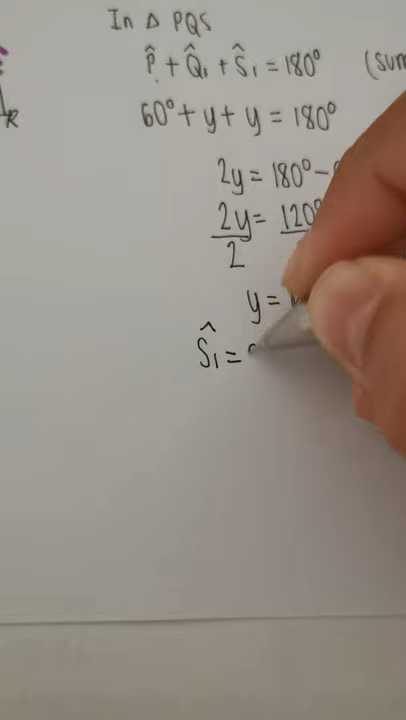 In Δ PQS
P̂ + Q̂₁ + Ŝ₁ = 180° (sum
R
60° + y + y = 180°
2y = 180° –
2y = 120°
2
y =
Ŝ₁ =